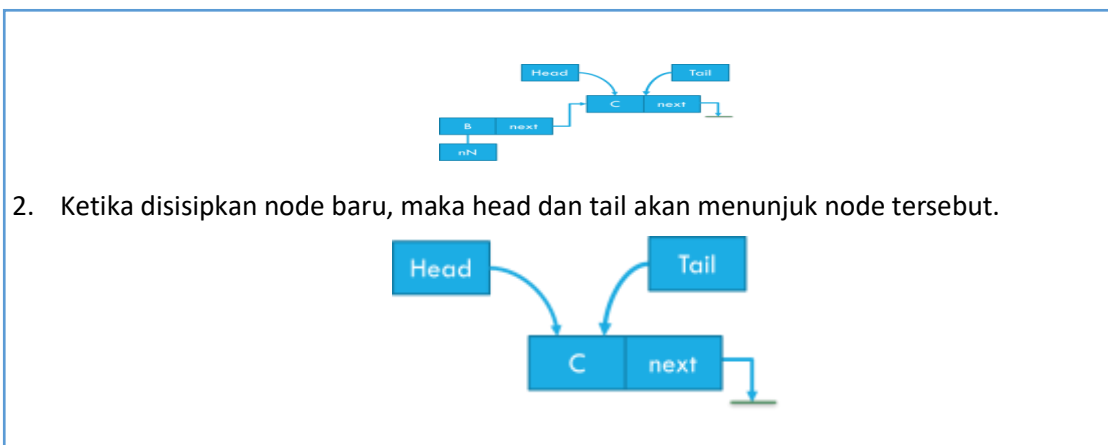 Head Tail
C next
B next
nN
2. Ketika disisipkan node baru, maka head dan tail akan menunjuk node tersebut.
Head Tail
C next